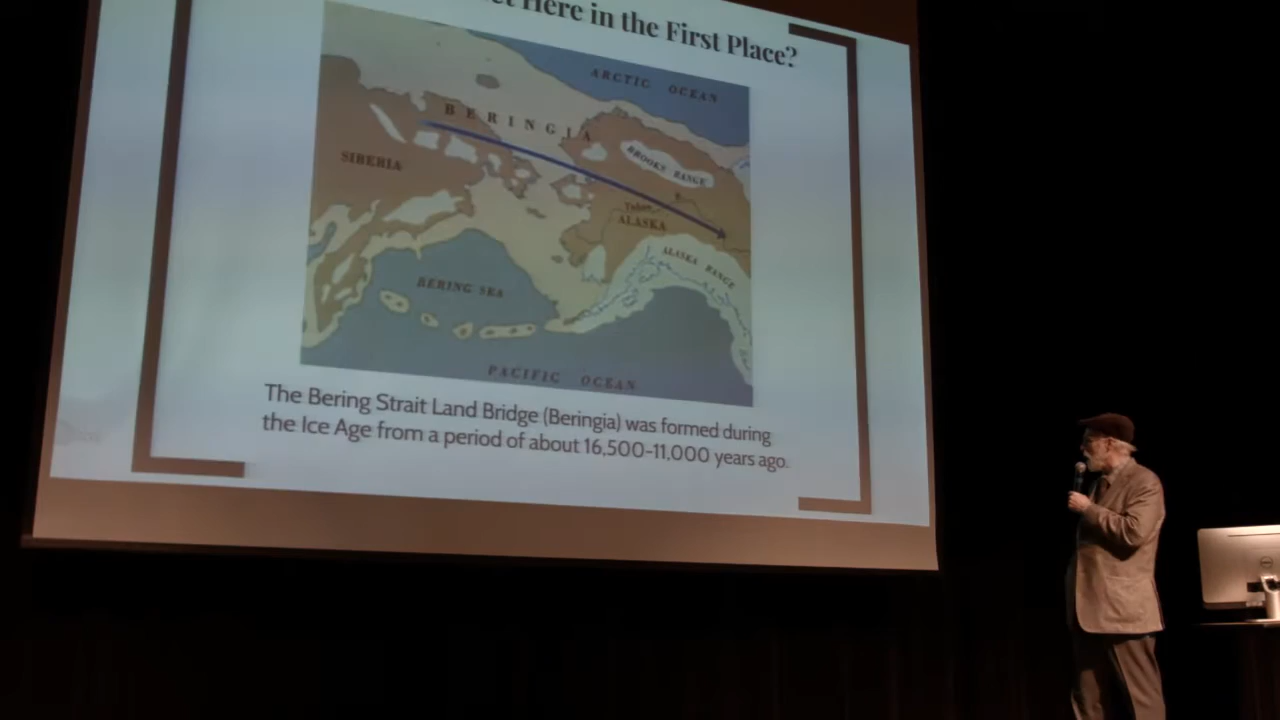 Here in the First Place?
ARCTIC OCEAN
BERINGIA
BROOKS RANGE
SIBERIA
Yukon R.
ALASKA
ALASKA RANGE
BERING SEA
PACIFIC OCEAN
The Bering Strait Land Bridge (Beringia) was formed during
the Ice Age from a period of about 16,500-11,000 years ago.
DELL